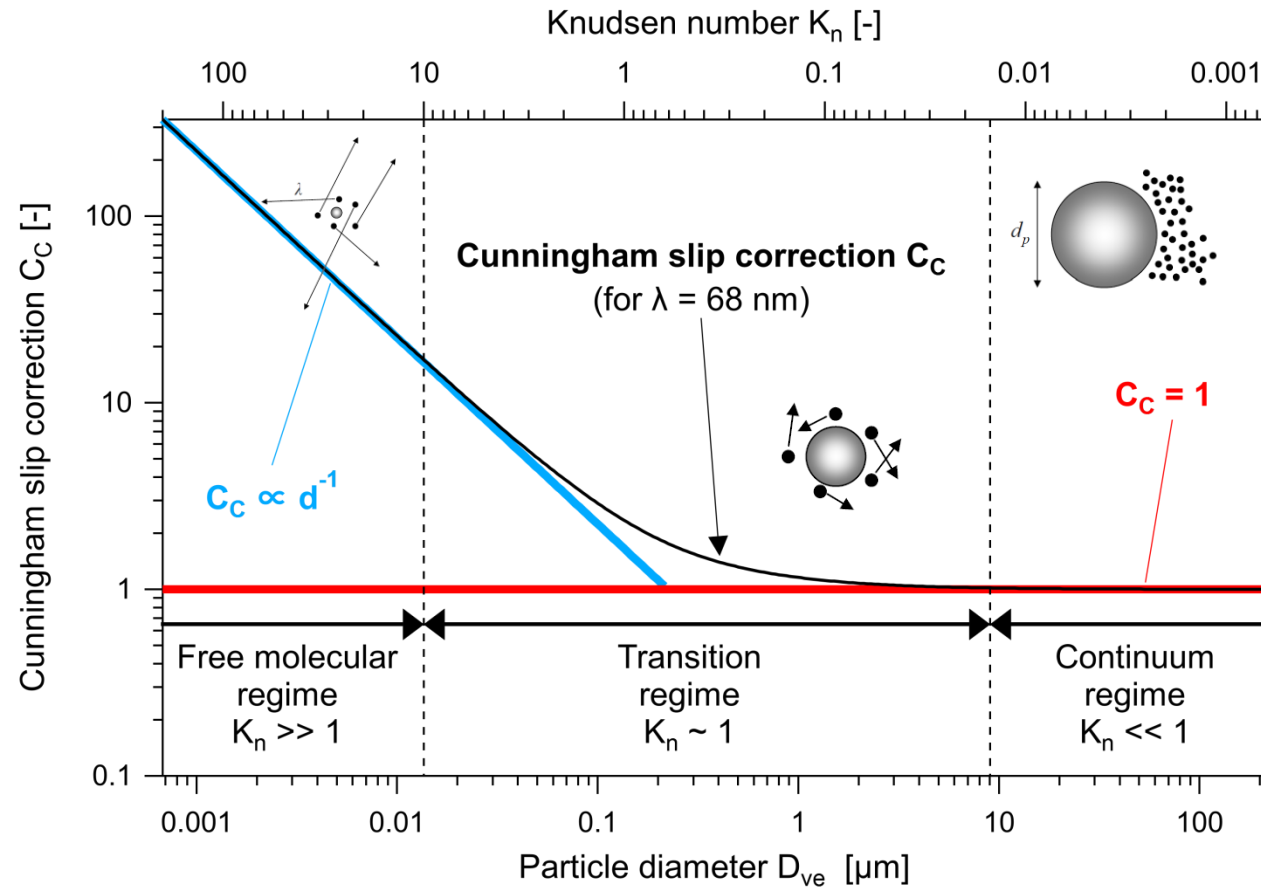 Knudsen number Kn [-]
100 10 1 0.1 0.01 0.001
Cunningham slip correction CC [-]
100
10
1
0.1
λ
Cunningham slip correction CC
(for λ = 68 nm)
dp
CC ∝ d-1
CC = 1
Free molecular
regime
Kn >> 1
Transition
regime
Kn ~ 1
Continuum
regime
Kn << 1
0.001 0.01 0.1 1 10 100
Particle diameter Dve [µm]